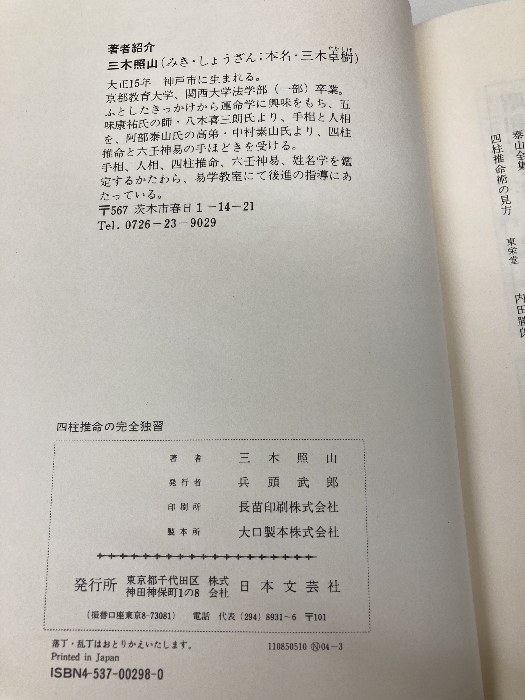 著者紹介
三木照山(みき・しょうざん;本名・三木卓樹)
大正15年 神戸市に生まれる。
京都教育大学、関西大学法学部(一部)卒業。
ふとしたきっかけから運命学に興味をもち、五
味康祐氏の師・八木喜三朗氏より、手相と人相
を、阿部泰山氏の高弟・中村泰山氏より、四柱
推命と六壬神易の手ほどきを受ける。
手相、人相、四柱推命、六壬神易、姓名学を鑑
定するかたわら、易学教室にて後進の指導にあ
たっている。
〒567 茨木市春日1-14-21
Tel. 0726-23-9029
四柱推命の完全独習
著者 三木照山
発行者 兵頭武郎
印刷所 長苗印刷株式会社
製本所 大口製本株式会社
発行所 東京都千代田区神田神保町1の8 株式会社 日本文芸社
(振替口座東京8-73081) 電話 代表(294)8931~6 〒101
落丁・乱丁はおとりかえいたします。
Printed in Japan
110850510Ⓝ04-3
ISBN4-537-00298-0
泰山全集
四柱推命術の見方 東栄堂